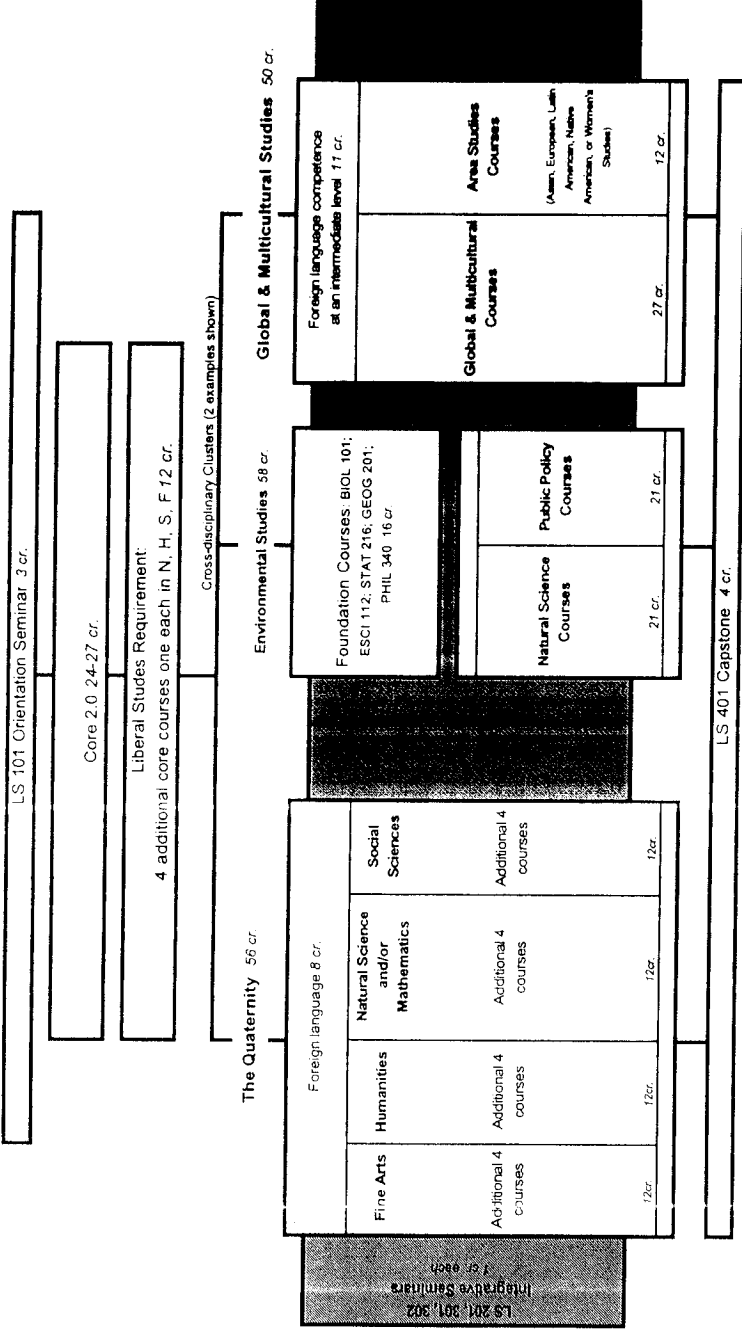 LS 101 Orientation Seminar 3 cr.
Core 2.0 24-27 cr.
Liberal Studes Requirement:
4 additional core courses one each in N, H, S, F 12 cr.
Cross-disciplinary Clusters (2 examples shown)
The Quaternity 56 cr.
Foreign language 8 cr.
Fine Arts
Additional 4
courses
12cr.
Humanities
Additional 4
courses
12cr.
Natural Science
and/or
Mathematics
Additional 4
courses
12cr.
Social
Sciences
Additional 4
courses
12cr.
Environmental Studies 58 cr.
Foundation Courses: BIOL 101;
ESCI 112; STAT 216; GEOG 201;
PHIL 340 16 cr
Natural Science
Courses
21 cr.
Public Policy
Courses
21 cr.
Global & Multicultural Studies 50 cr.
Foreign language competence
at an intermediate level 11 cr.
Global & Multicultural
Courses
27 cr.
Area Studies
Courses
(Asian, European, Latin
American, Native
American, or Women's
Studies)
12 cr.
LS 201, 301, 302
Integrative Seminars
1 cr. each
LS 401 Capstone 4 cr.